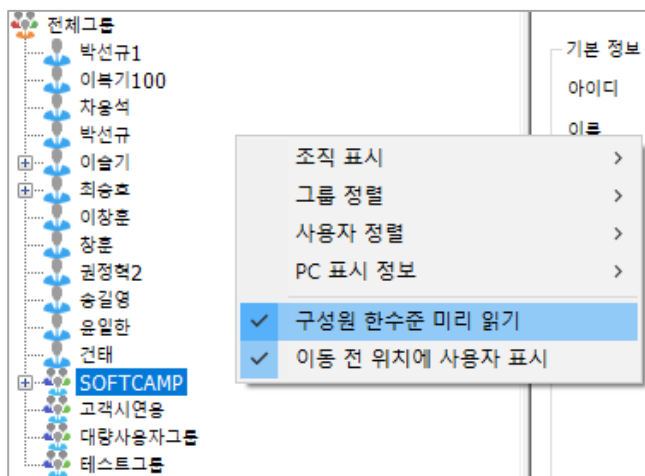 전체그룹
박선규1
이복기100
차용석
박선규
이슬기
최승호
이창훈
창훈
권정혁2
송길영
윤일한
건태
SOFTCAMP
고객시연용
대량사용자그룹
테스트그룹
기본 정보
아이디
이름
조직 표시
그룹 정렬
사용자 정렬
PC 표시 정보
구성원 한수준 미리 읽기
이동 전 위치에 사용자 표시